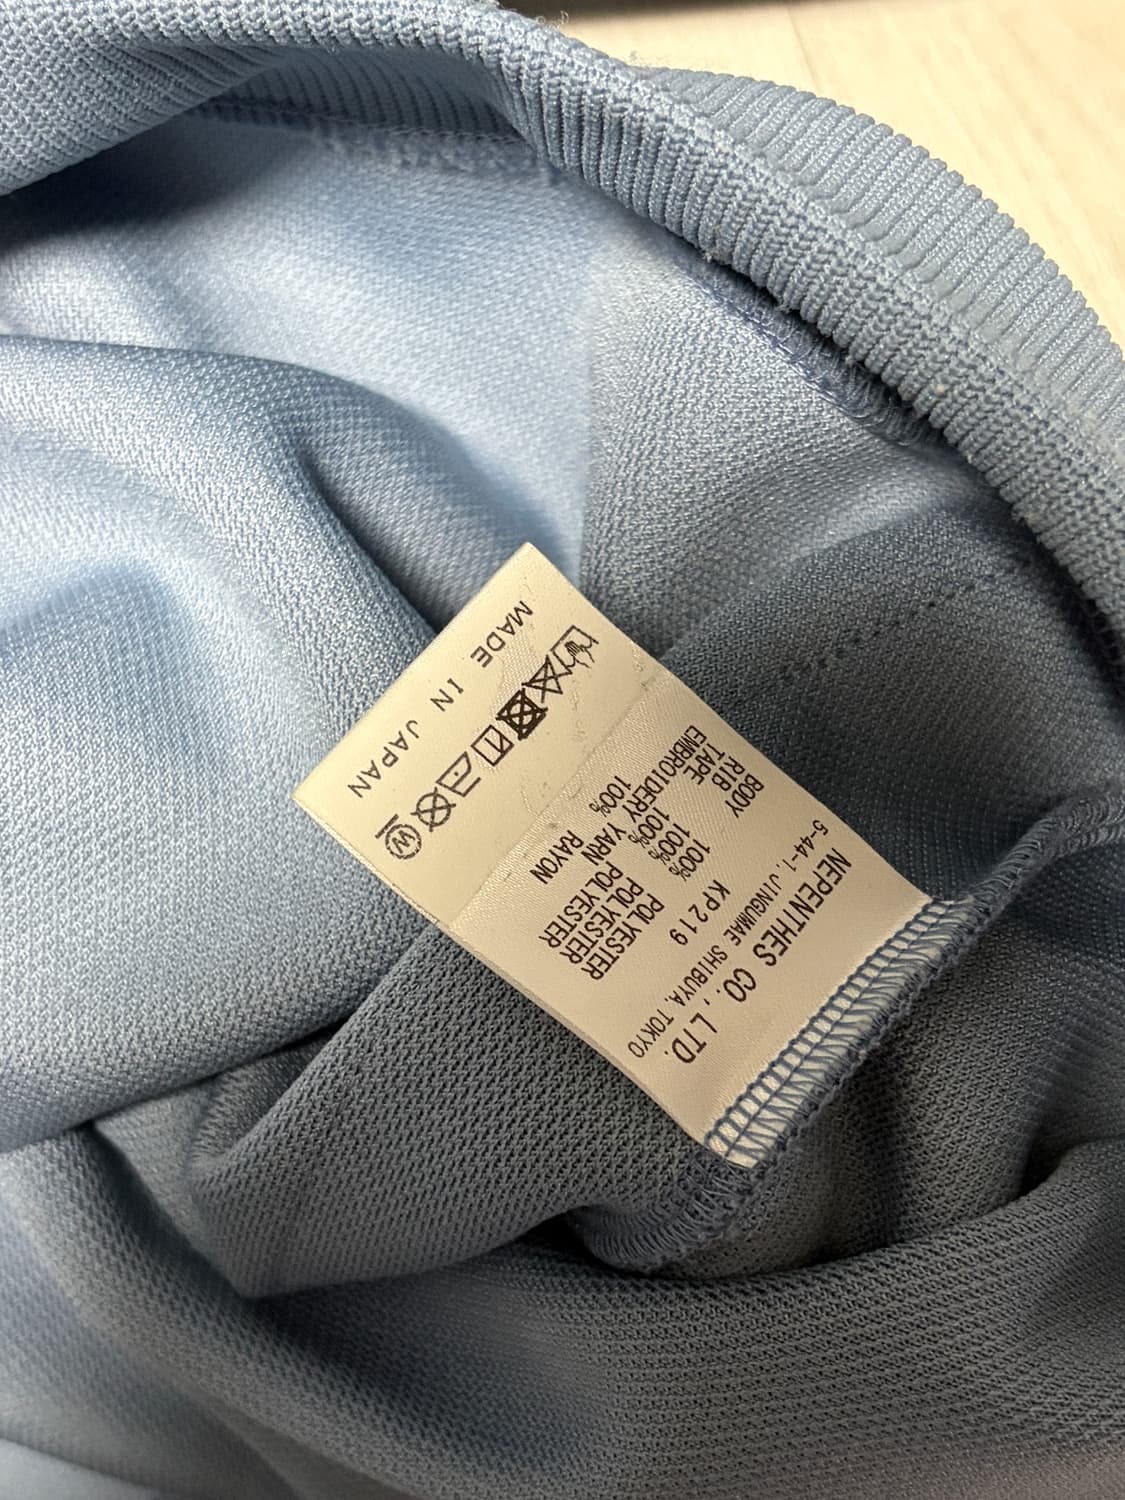 NEPENTHES CO., LTD.
5-44-1, JINGUMAE SHIBUYA, TOKYO
KP219
BODY 100% POLYESTER
RIB 100% POLYESTER
TAPE 100% POLYESTER
EMBROIDERY YARN
100% RAYON
W
MADE IN JAPAN